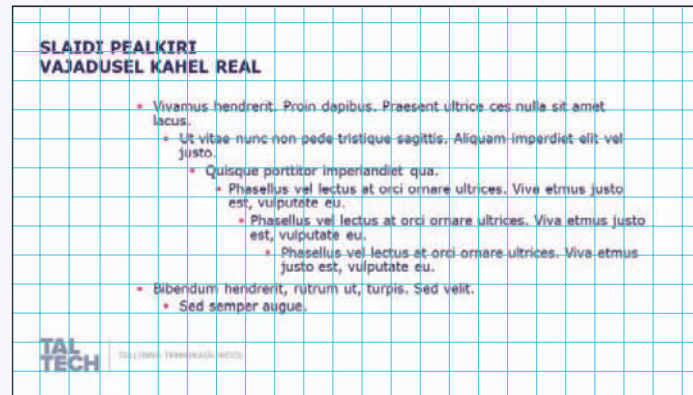 SLAIDI PEALKIRI
VAJADUSEL KAHEL REAL
• Vivamus hendrerit. Proin dapibus. Praesent ultrice ces nulla sit amet
lacus.
• Ut vitae nunc non pede tristique sagittis. Aliquam imperdiet elit vel
justo.
• Quisque porttitor imperiandiet qua.
• Phasellus vel lectus at orci ornare ultrices. Viva etmus justo
est, vulputate eu.
• Phasellus vel lectus at orci ornare ultrices. Viva etmus justo
est, vulputate eu.
• Phasellus vel lectus at orci ornare ultrices. Viva etmus
justo est, vulputate eu.
• Bibendum hendrerit, rutrum ut, turpis. Sed velit.
• Sed semper augue.
TAL
TECH
TALLINNA TEHNIKAÜLIKOOL